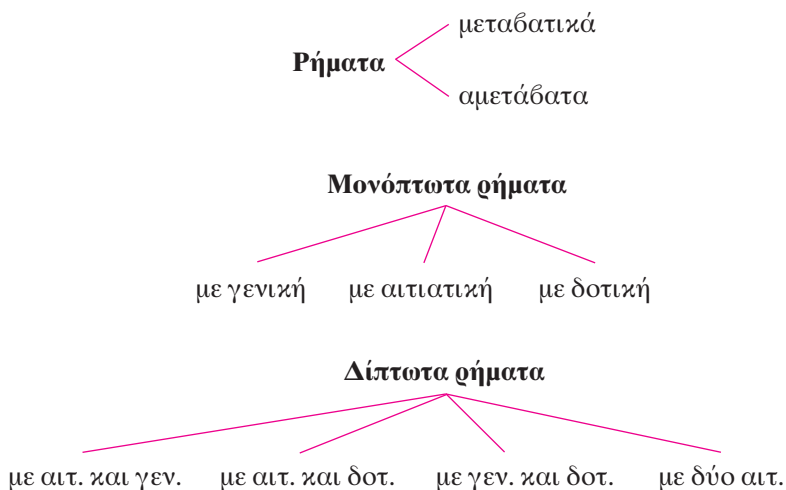 μεταβατικά
Ρήματα
αμετάβατα
Μονόπτωτα ρήματα
με γενική με αιτιατική με δοτική
Δίπτωτα ρήματα
με αιτ. και γεν. με αιτ. και δοτ. με γεν. και δοτ. με δύο αιτ.